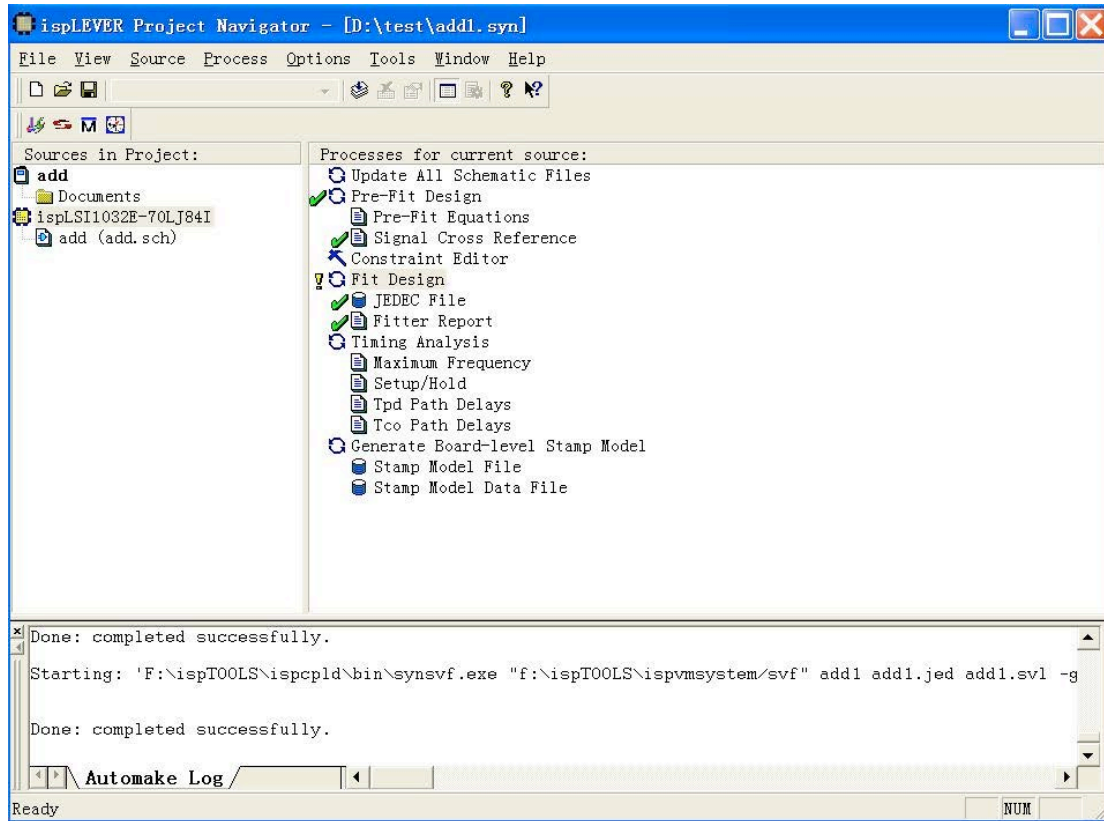 ispLEVER Project Navigator - [D:\test\add1.syn]
File View Source Process Options Tools Window Help
Sources in Project:
add
Documents
ispLSI1032E-70LJ84I
add (add.sch)
Processes for current source:
Update All Schematic Files
Pre-Fit Design
Pre-Fit Equations
Signal Cross Reference
Constraint Editor
Fit Design
JEDEC File
Fitter Report
Timing Analysis
Maximum Frequency
Setup/Hold
Tpd Path Delays
Tco Path Delays
Generate Board-level Stamp Model
Stamp Model File
Stamp Model Data File
Done: completed successfully.
Starting: 'F:\ispTOOLS\ispcpld\bin\synsvf.exe "f:\ispTOOLS\ispvmsystem/svf" add1 add1.jed add1.svl -g
Done: completed successfully.
Automake Log
Ready
NUM